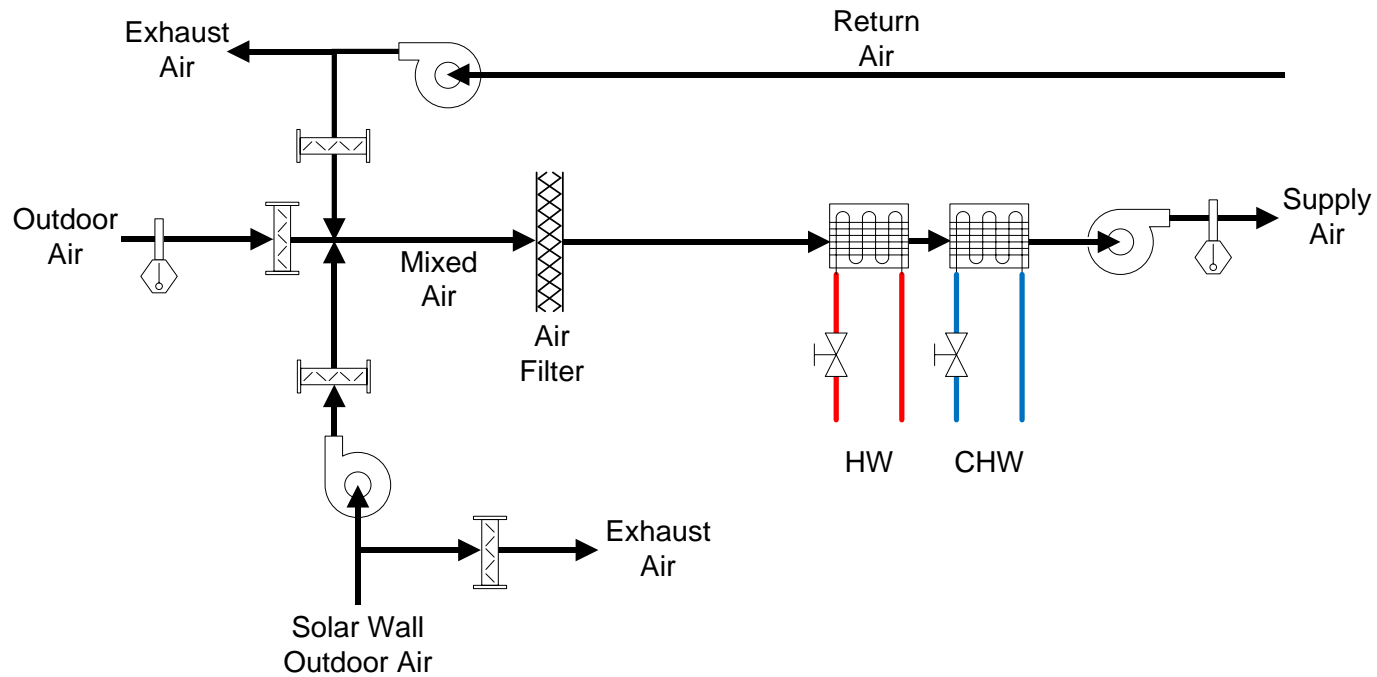 Return
Air
Exhaust
Air
Outdoor
Air
Supply
Air
Mixed
Air
Air
Filter
HW
CHW
Exhaust
Air
Solar Wall
Outdoor Air